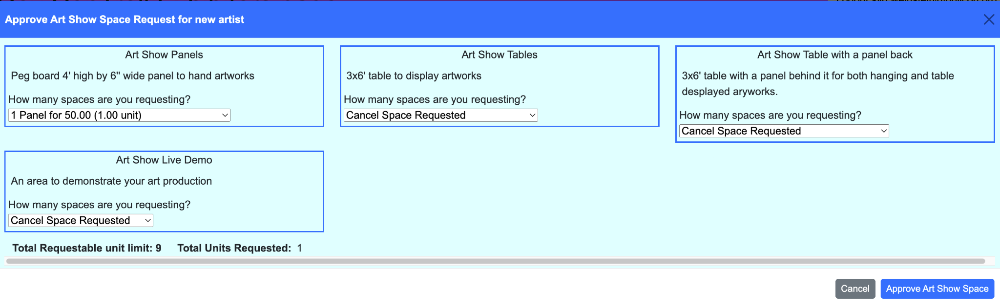 Approve Art Show Space Request for new artist
Art Show Panels
Peg board 4' high by 6" wide panel to hand artworks
How many spaces are you requesting?
1 Panel for 50.00 (1.00 unit)
Art Show Tables
3x6' table to display artworks
How many spaces are you requesting?
Cancel Space Requested
Art Show Table with a panel back
3x6' table with a panel behind it for both hanging and table
desplayed aryworks.
How many spaces are you requesting?
Cancel Space Requested
Art Show Live Demo
An area to demonstrate your art production
How many spaces are you requesting?
Cancel Space Requested
Total Requestable unit limit: 9 Total Units Requested: 1
Cancel Approve Art Show Space